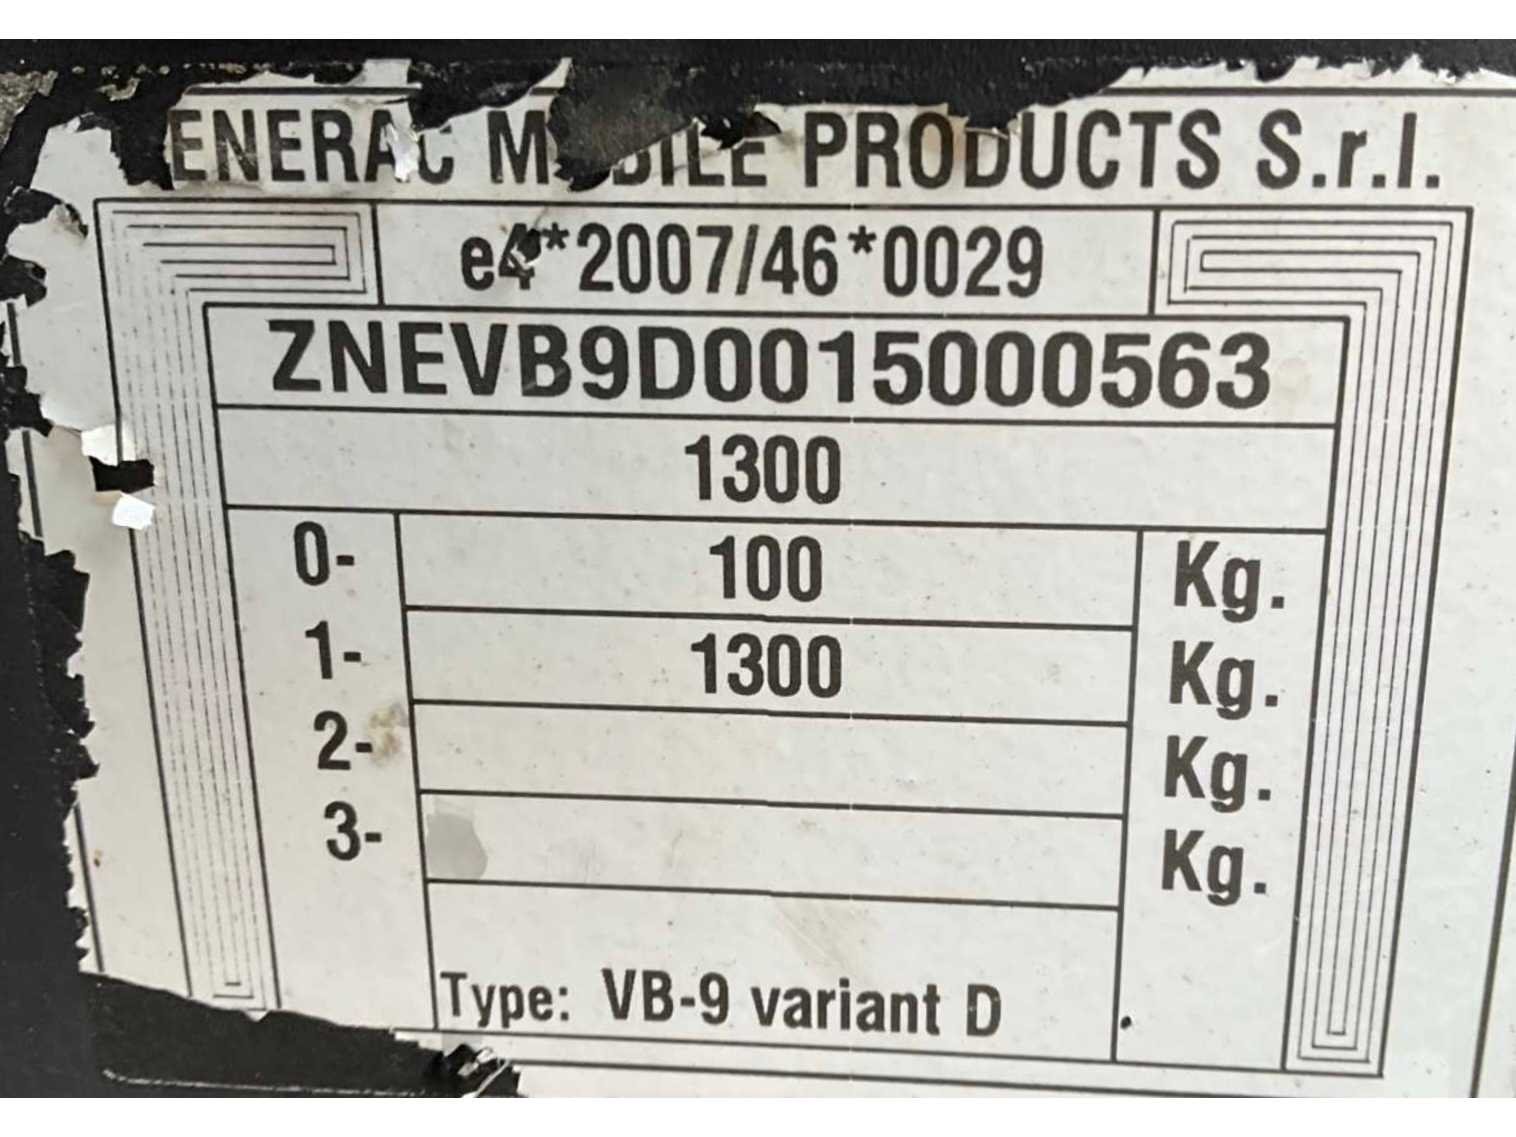 ENERAC MOBILE PRODUCTS S.r.l.
e4*2007/46*0029
ZNEVB9D0015000563
1300
0- 100 Kg.
1- 1300 Kg.
2- Kg.
3- Kg.
Type: VB-9 variant D